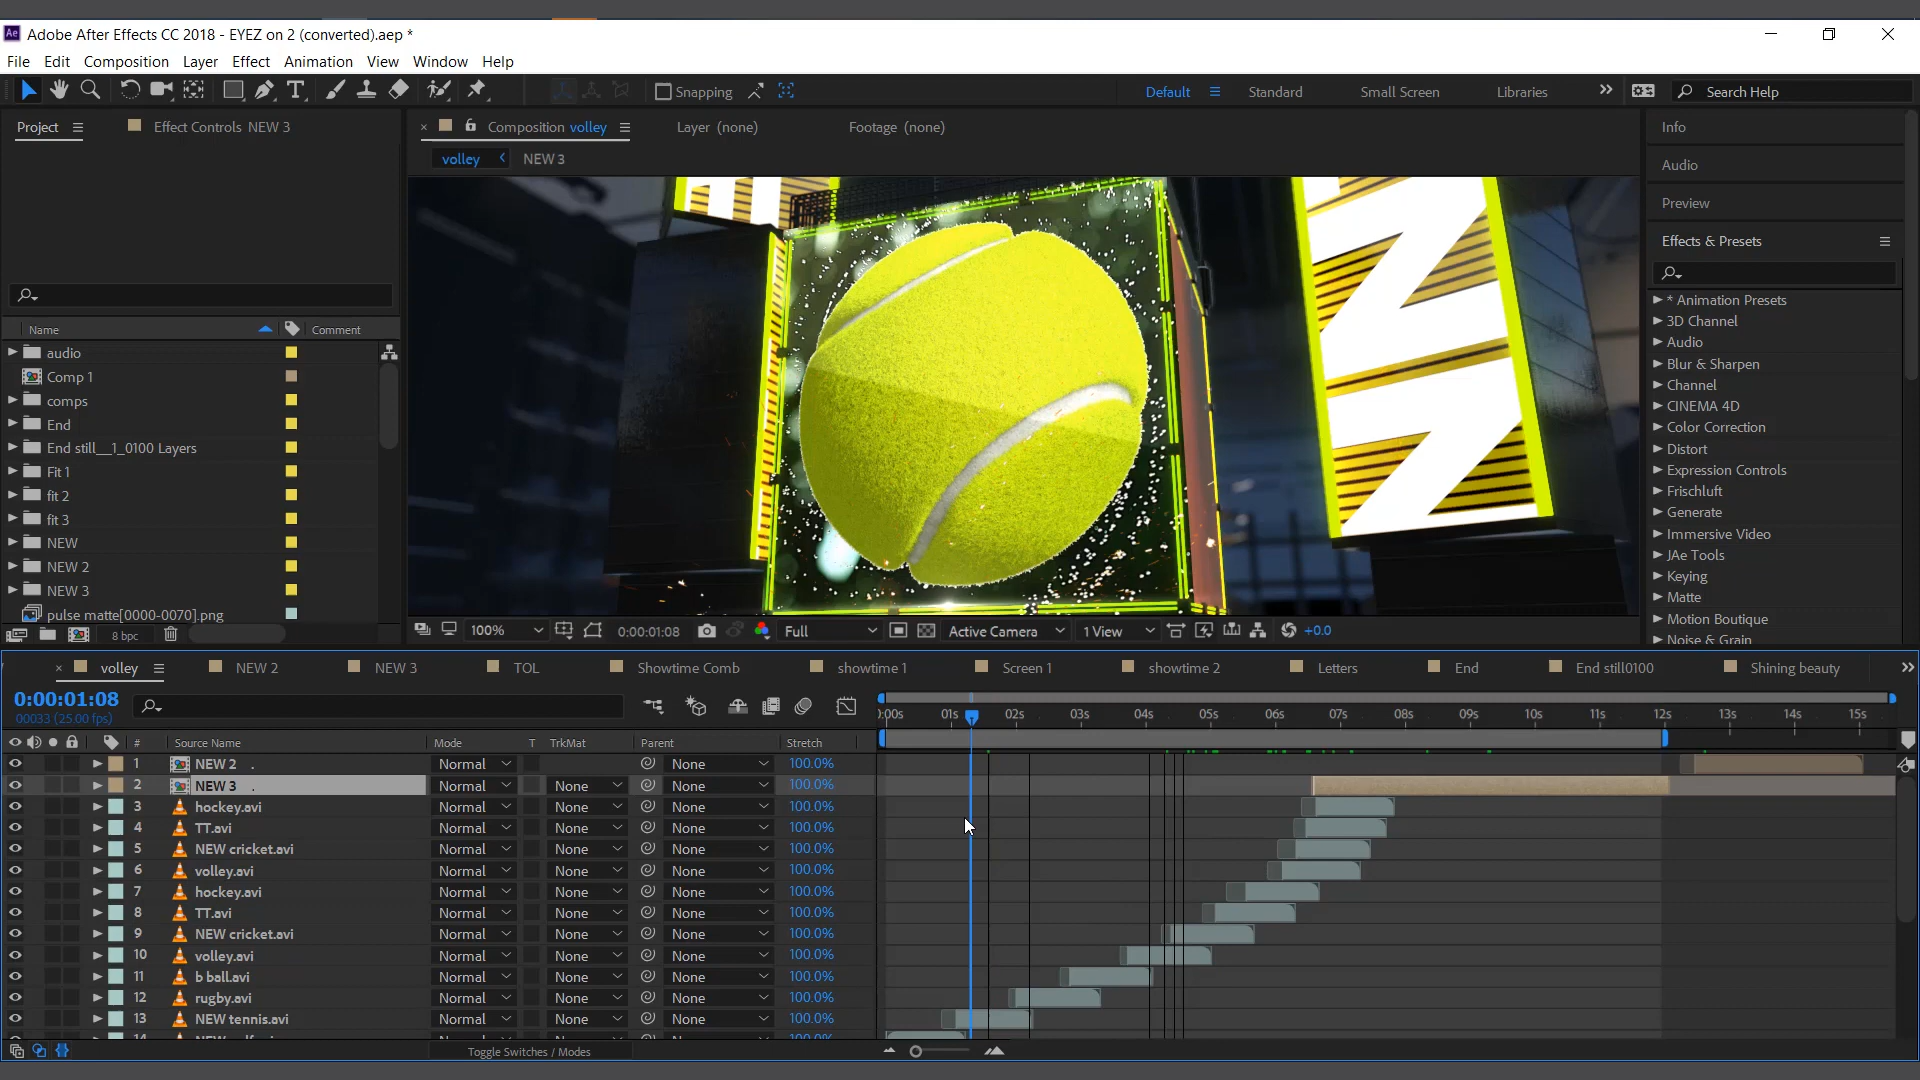 Adobe After Effects CC 2018 - EYEZ on 2 (converted).aep *
File Edit Composition Layer Effect Animation View Window Help
Snapping Default Standard Small Screen Libraries Search Help
Project Effect Controls NEW 3 Composition volley Layer (none) Footage (none) Info
volley NEW 3
Audio
Preview
Effects & Presets
Name Comment
audio
Comp 1
comps
End
End still__1_0100 Layers
Fit 1
fit 2
fit 3
NEW
NEW 2
NEW 3
pulse matte[0000-0070].png
8 bpc
N
* Animation Presets
3D Channel
Audio
Blur & Sharpen
Channel
CINEMA 4D
Color Correction
Distort
Expression Controls
Frischluft
Generate
Immersive Video
JAe Tools
Keying
Matte
Motion Boutique
Noise & Grain
100% 0:00:01:08 Full Active Camera 1 View +0.0
volley NEW 2 NEW 3 TOL Showtime Comb showtime 1 Screen 1 showtime 2 Letters End End still0100 Shining beauty
0:00:01:08
00033 (25.00 fps)
):00s 01s 02s 03s 04s 05s 06s 07s 08s 09s 10s 11s 12s 13s 14s 15s
# Source Name Mode T TrkMat Parent Stretch
1 NEW 2 . Normal None 100.0%
2 NEW 3 . Normal None None 100.0%
3 hockey.avi Normal None None 100.0%
4 TT.avi Normal None None 100.0%
5 NEW cricket.avi Normal None None 100.0%
6 volley.avi Normal None None 100.0%
7 hockey.avi Normal None None 100.0%
8 TT.avi Normal None None 100.0%
9 NEW cricket.avi Normal None None 100.0%
10 volley.avi Normal None None 100.0%
11 b ball.avi Normal None None 100.0%
12 rugby.avi Normal None None 100.0%
13 NEW tennis.avi Normal None None 100.0%
Toggle Switches / Modes